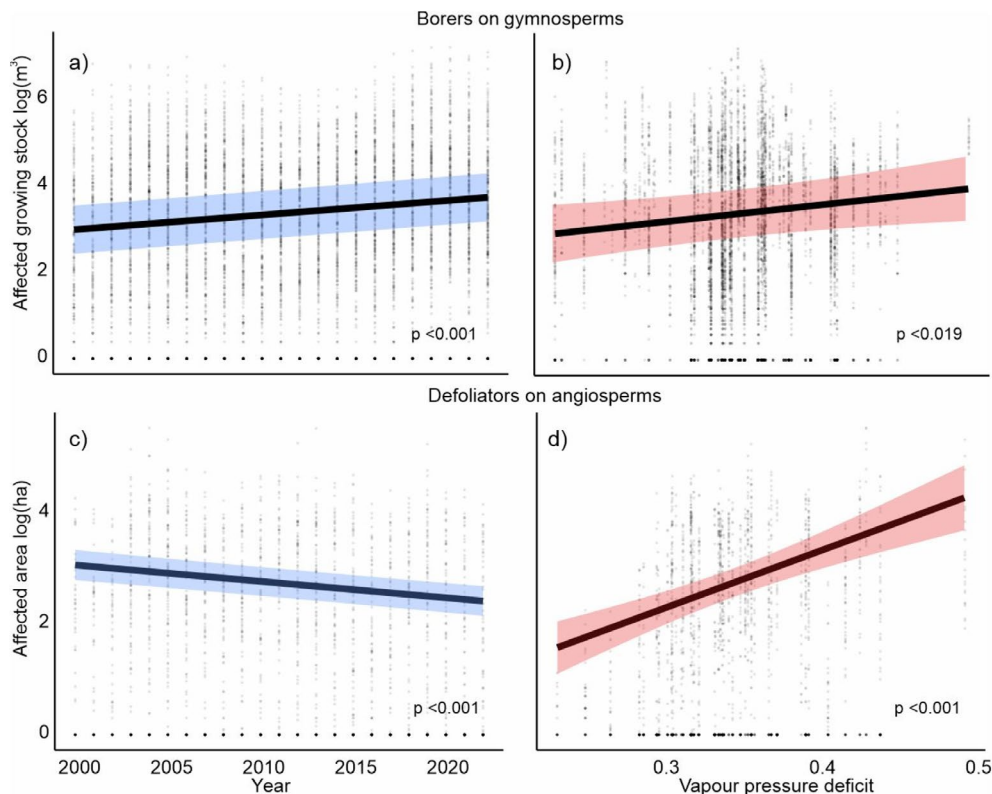 Borers on gymnosperms
a)
b)
Affected growing stock log(m³)
6
4
2
0
p <0.001
p <0.019
Defoliators on angiosperms
c)
d)
Affected area log(ha)
4
2
0
p <0.001
p <0.001
2000 2005 2010 2015 2020
0.3 0.4 0.5
Year
Vapour pressure deficit